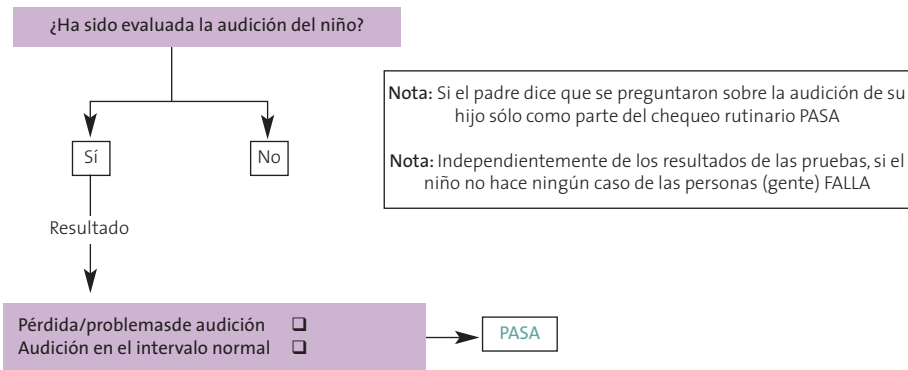 ¿Ha sido evaluada la audición del niño?
Nota: Si el padre dice que se preguntaron sobre la audición de su
hijo sólo como parte del chequeo rutinario PASA
Nota: Independientemente de los resultados de las pruebas, si el
niño no hace ningún caso de las personas (gente) FALLA
Sí
No
Resultado
Pérdida/problemasde audición ❑
Audición en el intervalo normal ❑
PASA